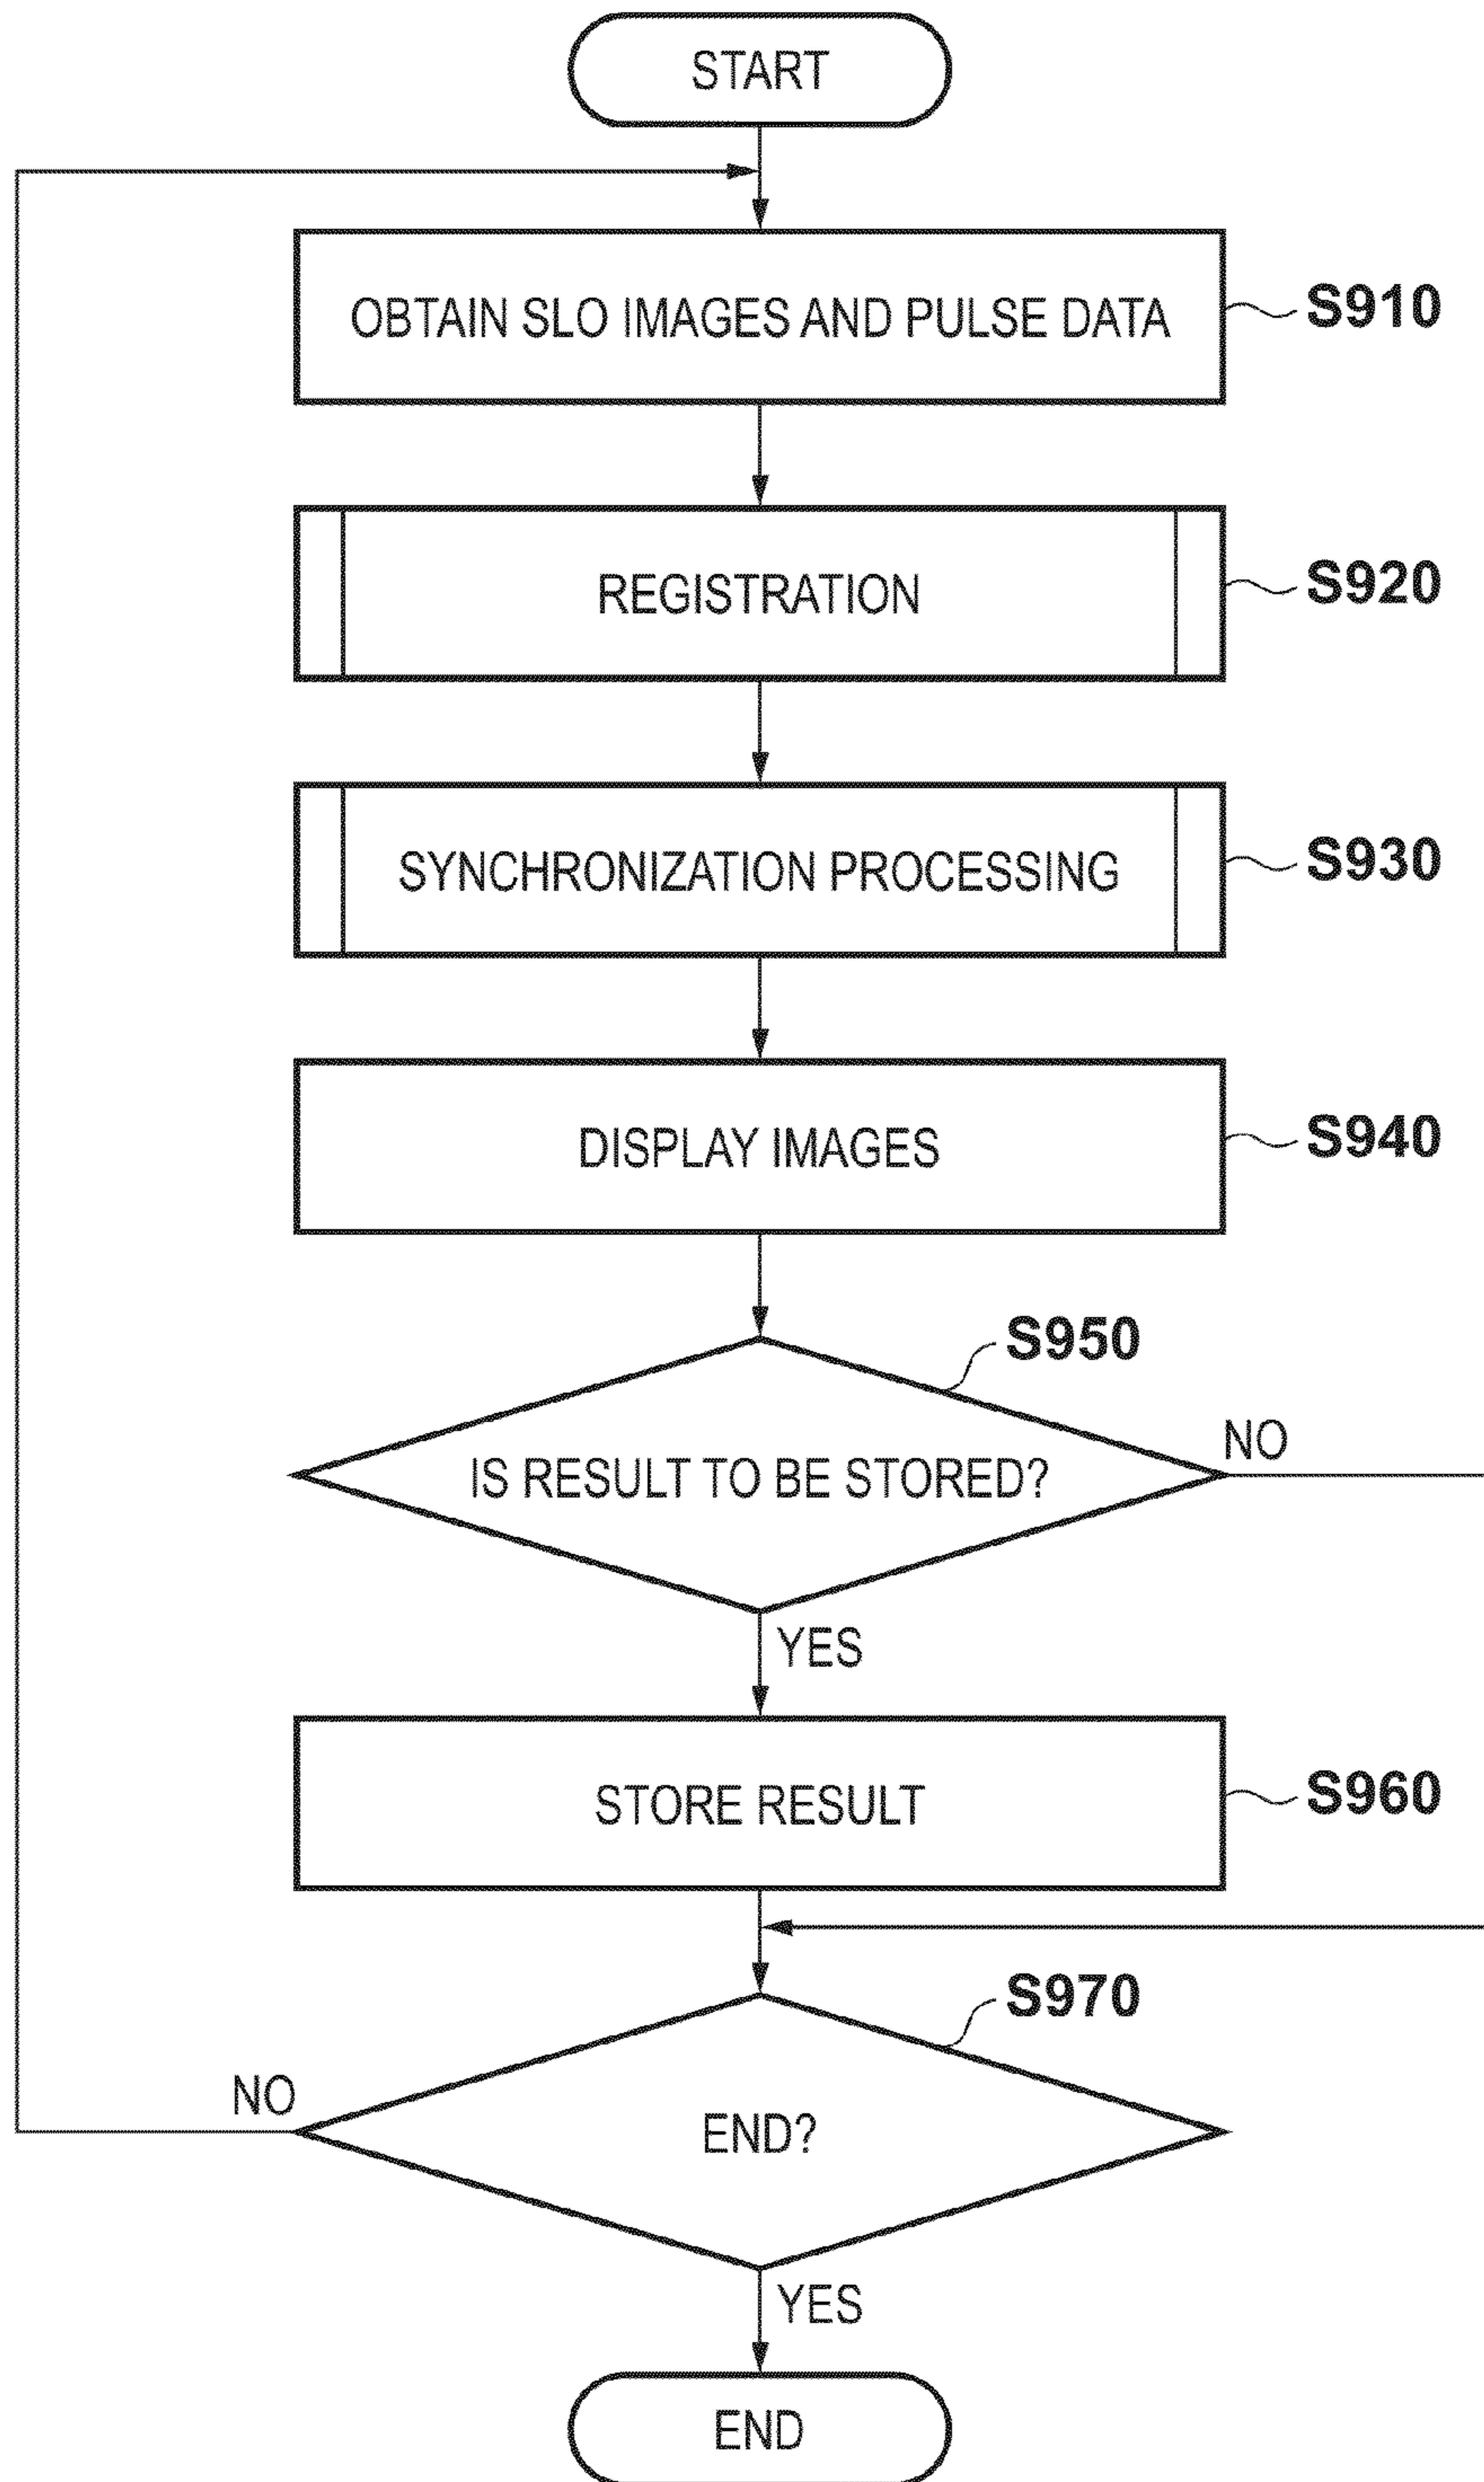 START
OBTAIN SLO IMAGES AND PULSE DATA
S910
REGISTRATION
S920
SYNCHRONIZATION PROCESSING
S930
DISPLAY IMAGES
S940
S950
IS RESULT TO BE STORED?
NO
YES
STORE RESULT
S960
S970
NO
END?
YES
END